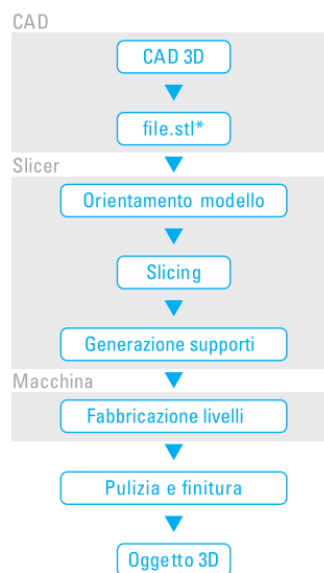 CAD
CAD 3D
file.stl*
Slicer
Orientamento modello
Slicing
Generazione supporti
Macchina
Fabbricazione livelli
Pulizia e finitura
Oggetto 3D